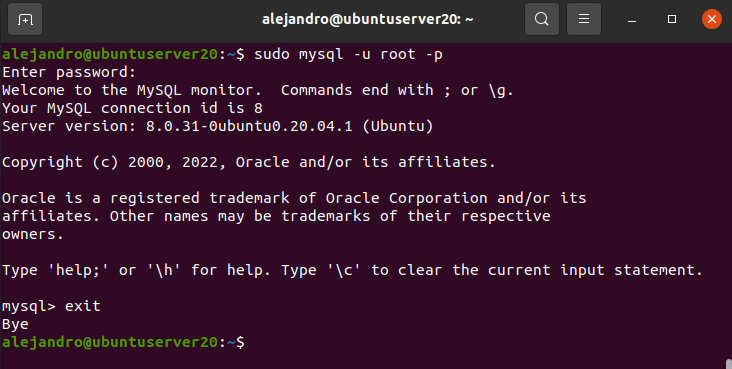 alejandro@ubuntuserver20: ~
alejandro@ubuntuserver20:~$ sudo mysql -u root -p
Enter password:
Welcome to the MySQL monitor.  Commands end with ; or \g.
Your MySQL connection id is 8
Server version: 8.0.31-0ubuntu0.20.04.1 (Ubuntu)

Copyright (c) 2000, 2022, Oracle and/or its affiliates.

Oracle is a registered trademark of Oracle Corporation and/or its
affiliates. Other names may be trademarks of their respective
owners.

Type 'help;' or '\h' for help. Type '\c' to clear the current input statement.

mysql> exit
Bye
alejandro@ubuntuserver20:~$